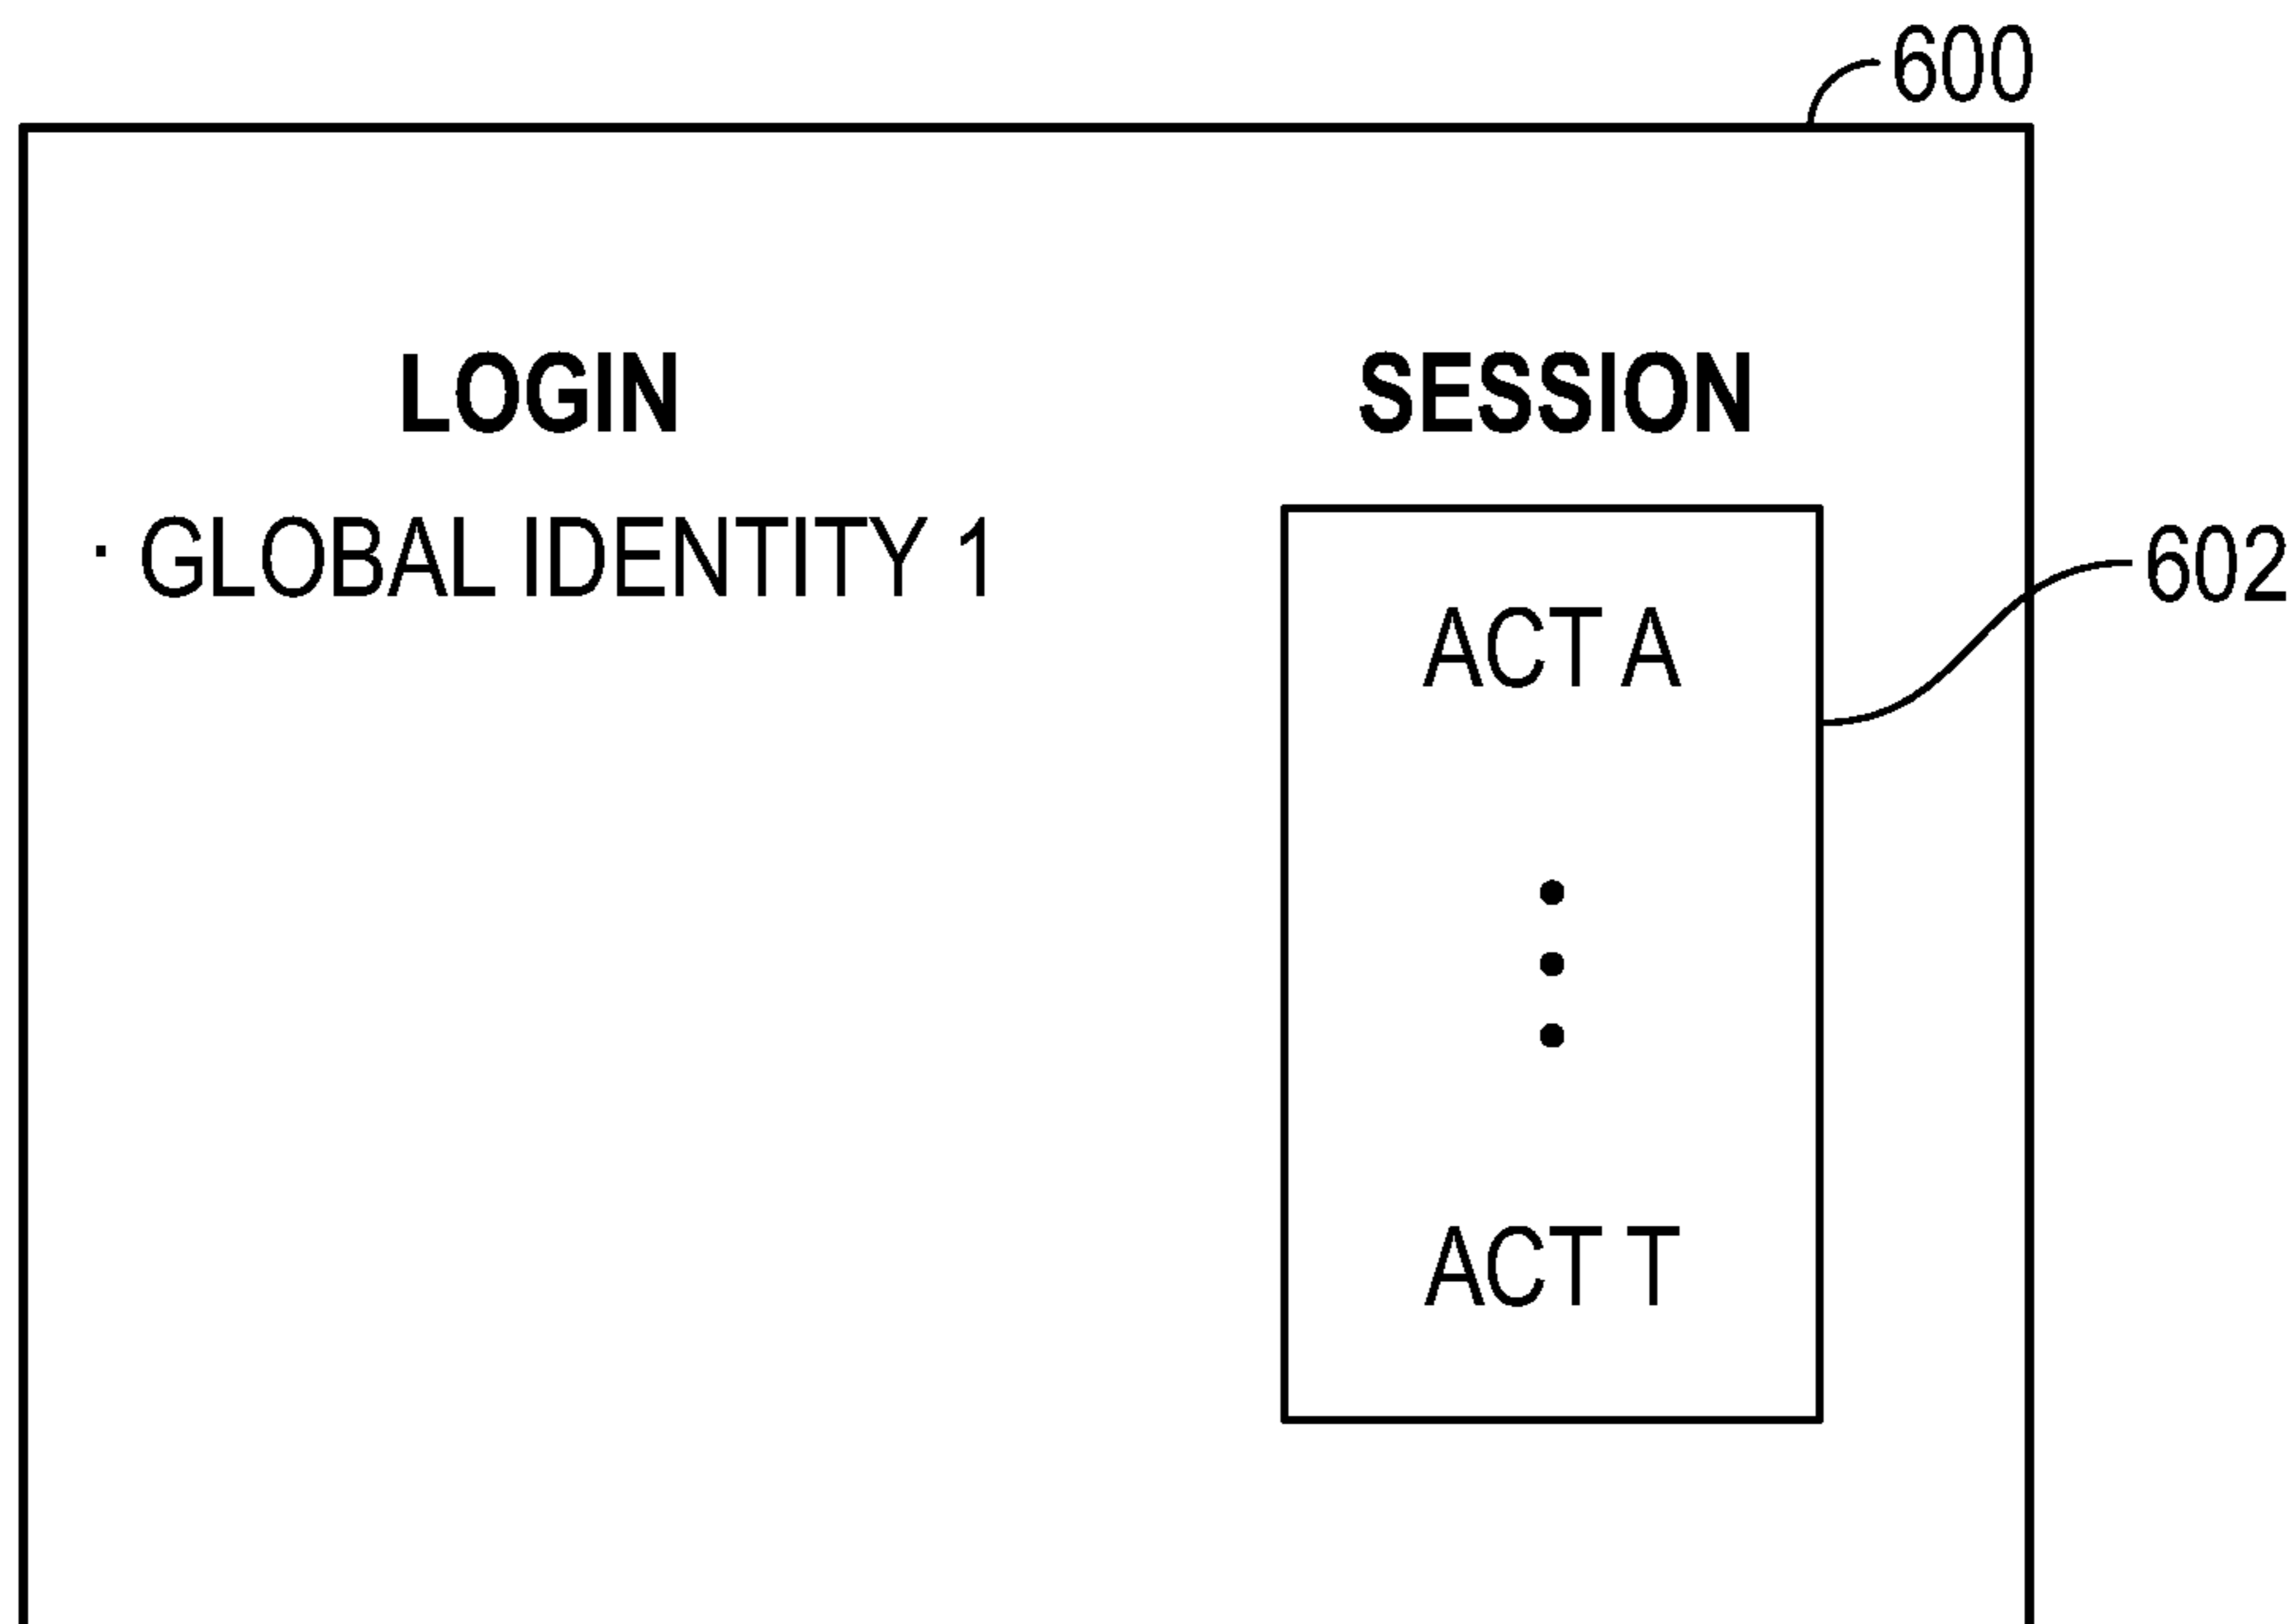 600
LOGIN
SESSION
· GLOBAL IDENTITY 1
602
ACT A
ACT T